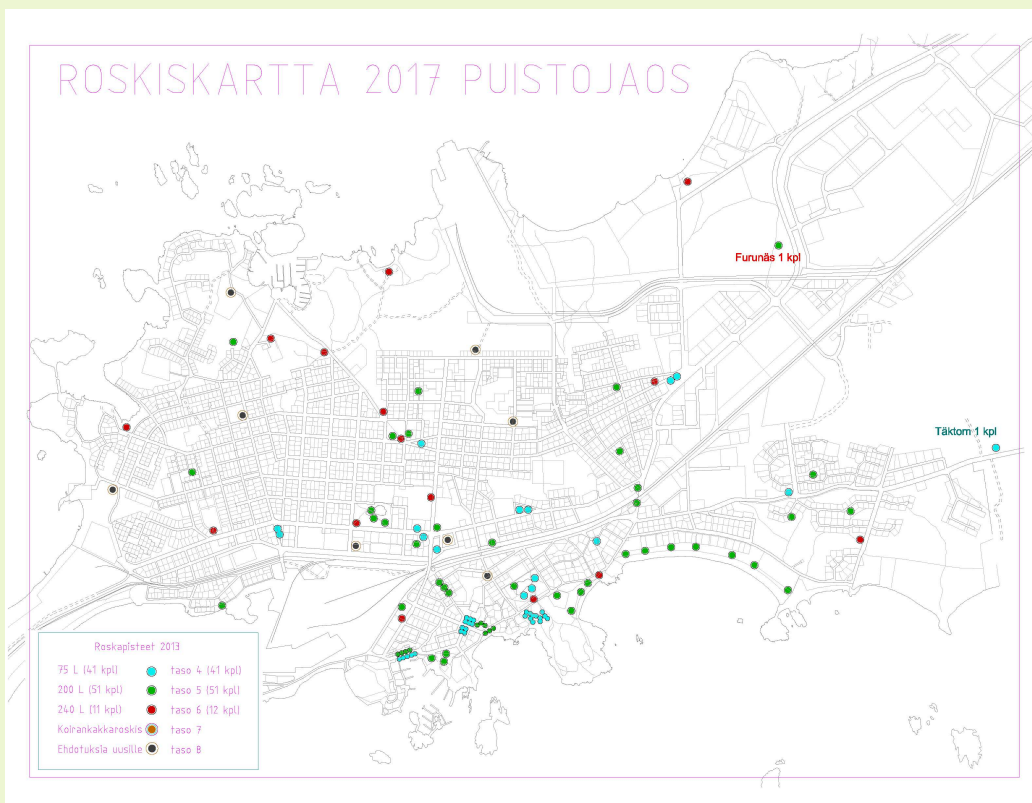 ROSKISKARTTA 2017 PUISTOJAOS
Furunäs 1 kpl
Täktom 1 kpl
Roskapisteet 2013
75 L (41 kpl) taso 4 (41 kpl)
200 L (51 kpl) taso 5 (51 kpl)
240 L (11 kpl) taso 6 (12 kpl)
Koirankakkaroskis taso 7
Ehdotuksia uusille taso 8